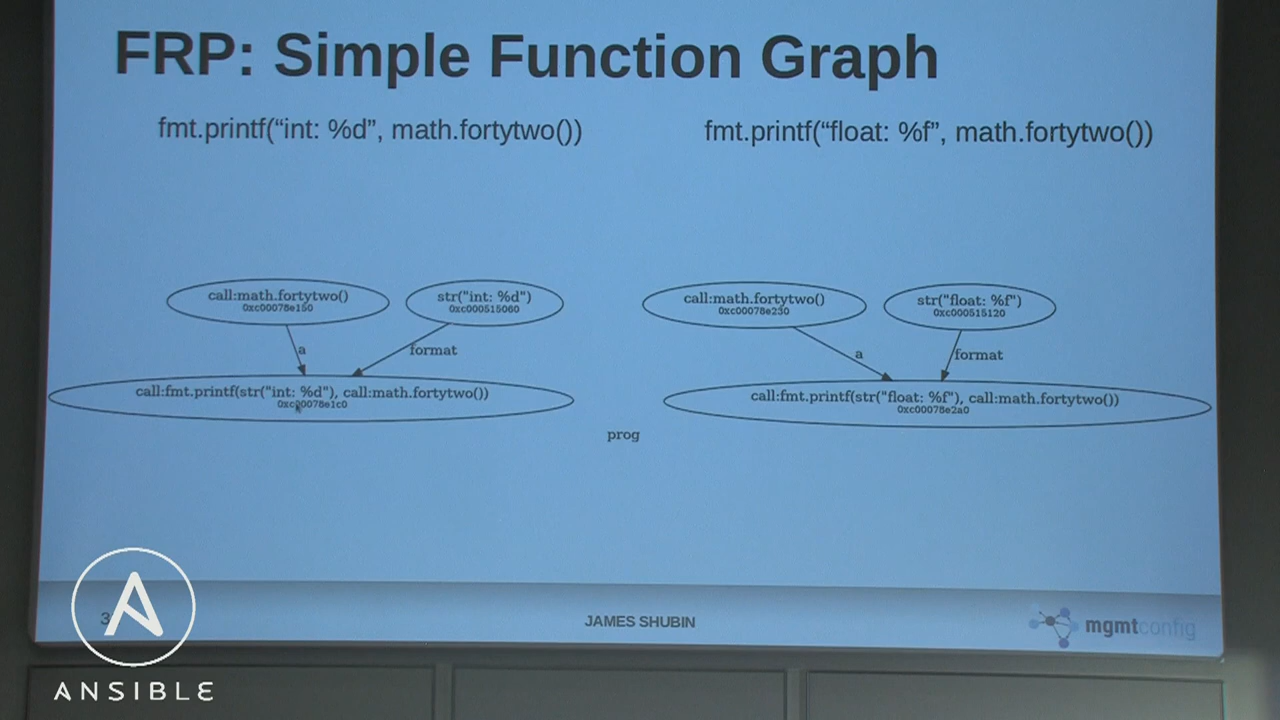 FRP: Simple Function Graph
fmt.printf(“int: %d”, math.fortytwo())
fmt.printf(“float: %f”, math.fortytwo())
call:math.fortytwo()
0xc00078e150
str("int: %d")
0xc000515060
call:math.fortytwo()
0xc00078e230
str("float: %f")
0xc000515120
a
format
a
format
call:fmt.printf(str("int: %d"), call:math.fortytwo())
0xc00078e1c0
call:fmt.printf(str("float: %f"), call:math.fortytwo())
0xc00078e2a0
prog
JAMES SHUBIN
mgmtconfig
A
ANSIBLE